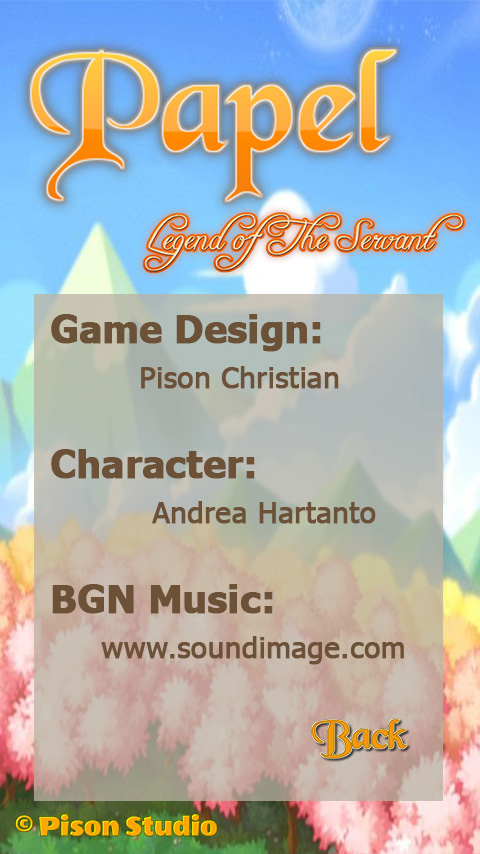 Papel
Legend of The Servant
Game Design:
Pison Christian
Character:
Andrea Hartanto
BGN Music:
www.soundimage.com
Back
© Pison Studio